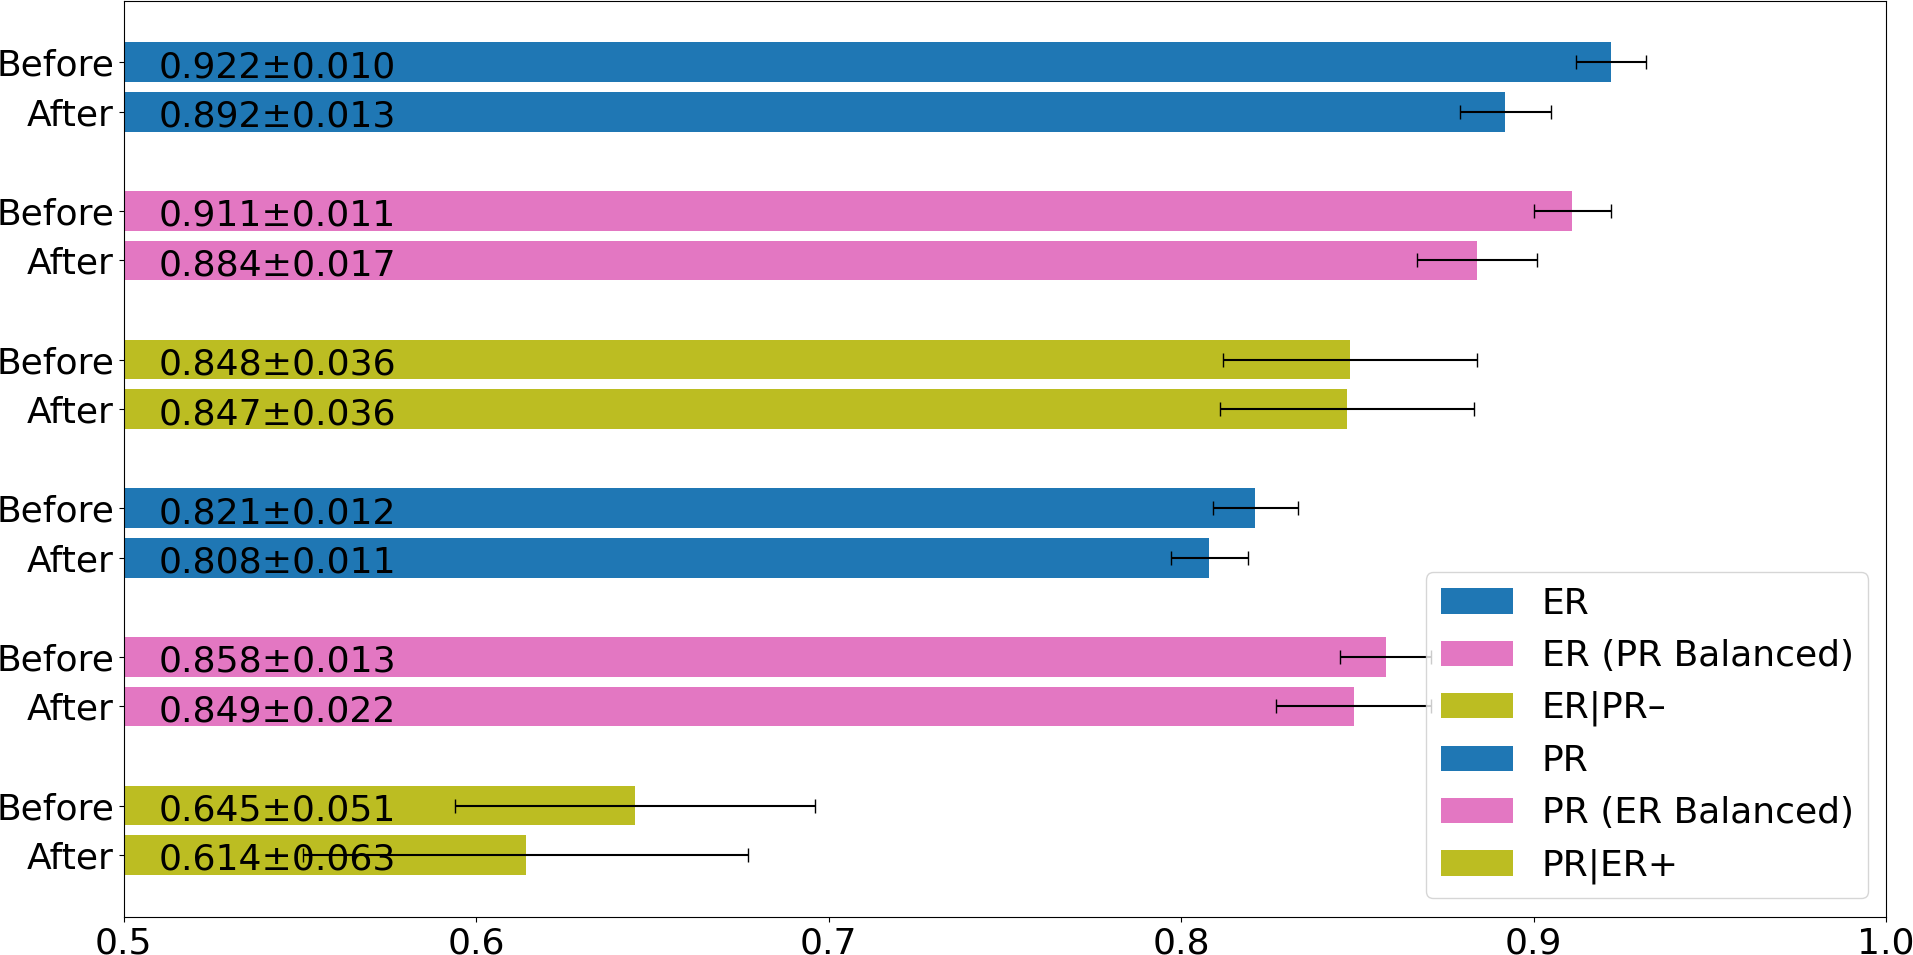 Before 0.922±0.010
After 0.892±0.013
Before 0.911±0.011
After 0.884±0.017
Before 0.848±0.036
After 0.847±0.036
Before 0.821±0.012
After 0.808±0.011
Before 0.858±0.013
After 0.849±0.022
Before 0.645±0.051
After 0.614±0.063
ER
ER (PR Balanced)
ER|PR–
PR
PR (ER Balanced)
PR|ER+
0.5 0.6 0.7 0.8 0.9 1.0